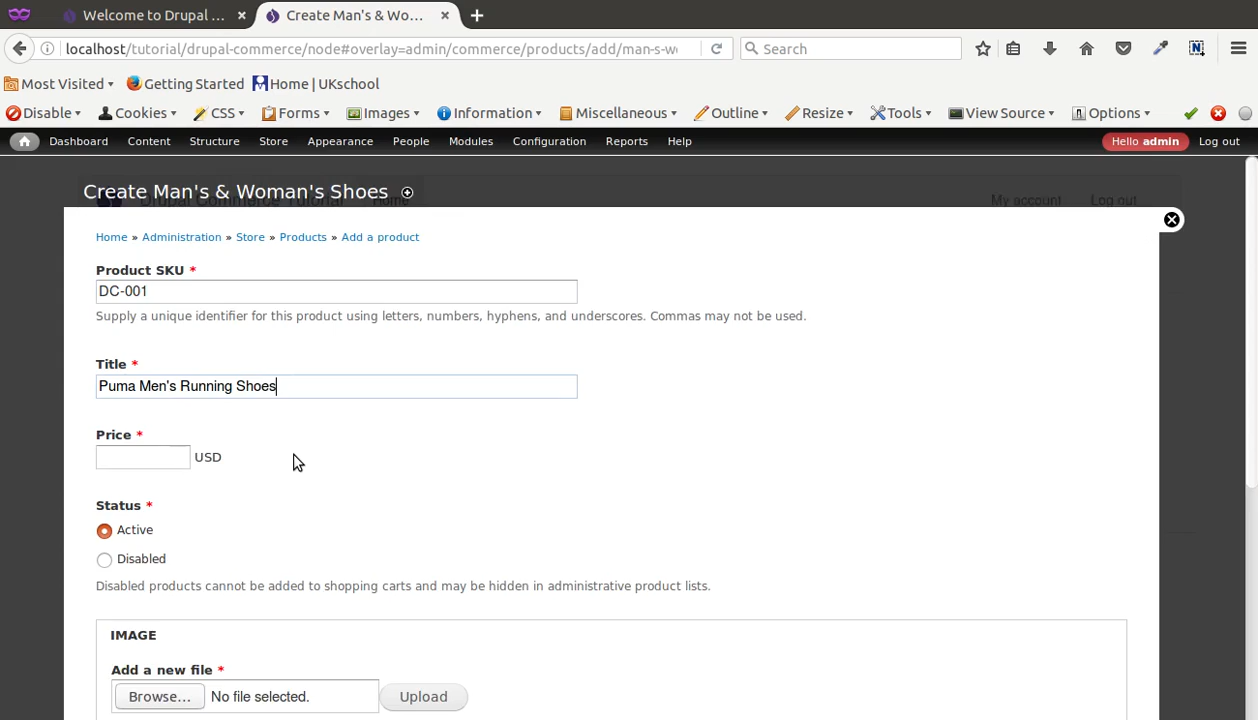 Welcome to Drupal ...
Create Man's & Wo...
localhost/tutorial/drupal-commerce/node#overlay=admin/commerce/products/add/man-s-w
Search
Most Visited
Getting Started
Home | UKschool
Disable
Cookies
CSS
Forms
Images
Information
Miscellaneous
Outline
Resize
Tools
View Source
Options
Dashboard
Content
Structure
Store
Appearance
People
Modules
Configuration
Reports
Help
Hello admin
Log out
Create Man's & Woman's Shoes
Drupal Commerce Tutorial
Home
My account
Log out
Home » Administration » Store » Products » Add a product
Product SKU *
DC-001
Supply a unique identifier for this product using letters, numbers, hyphens, and underscores. Commas may not be used.
Title *
Puma Men's Running Shoes
Price *
USD
Status *
Active
Disabled
Disabled products cannot be added to shopping carts and may be hidden in administrative product lists.
IMAGE
Add a new file *
Browse...
No file selected.
Upload